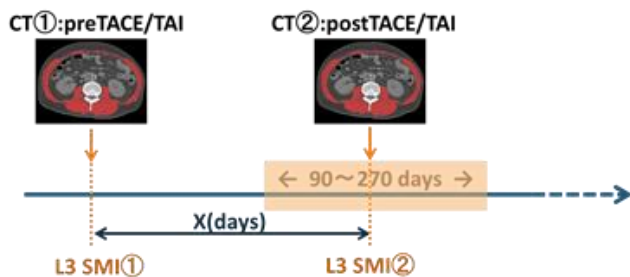 CT①:preTACE/TAI CT②:postTACE/TAI
← 90～270 days →
X(days)
L3 SMI① L3 SMI②